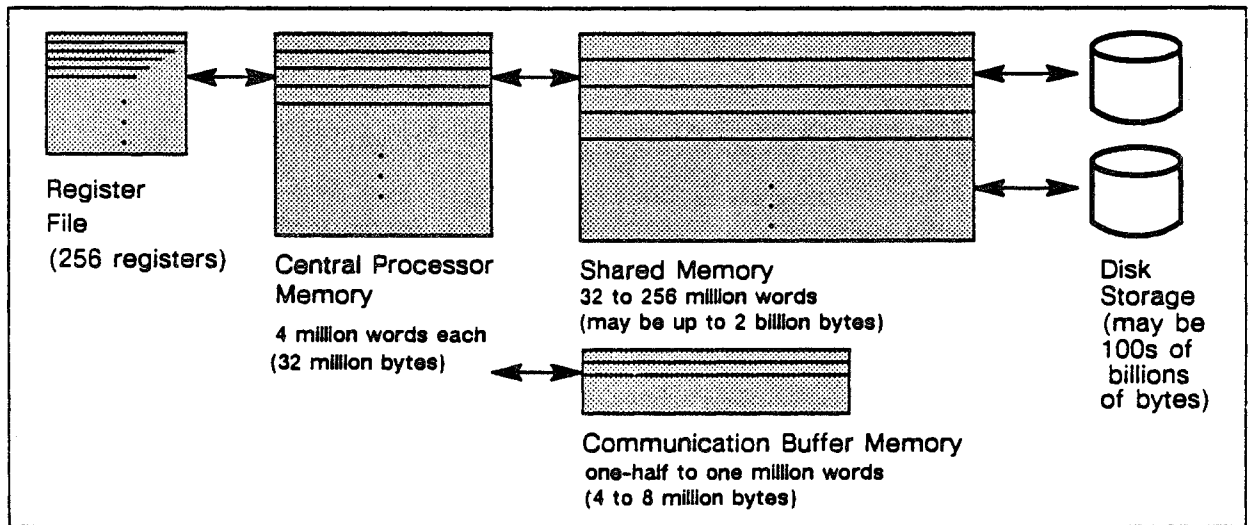 Register
File
(256 registers)
Central Processor
Memory
4 million words each
(32 million bytes)
Shared Memory
32 to 256 million words
(may be up to 2 billion bytes)
Communication Buffer Memory
one-half to one million words
(4 to 8 million bytes)
Disk
Storage
(may be
100s of
billions
of bytes)